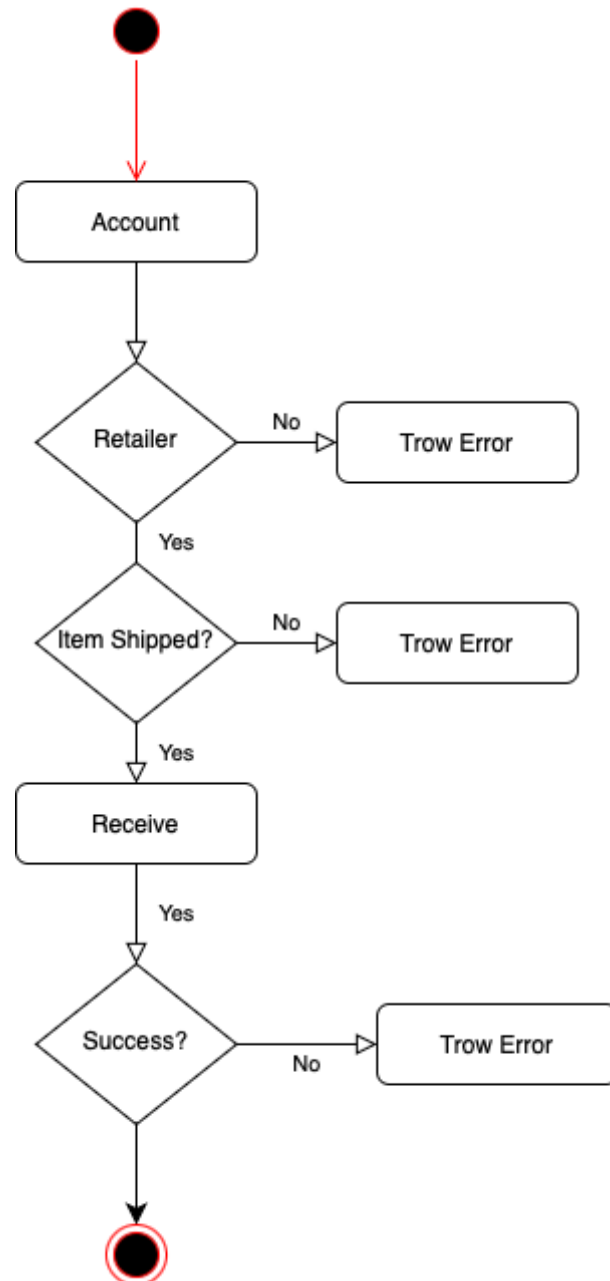 Account
Retailer
No
Trow Error
Yes
Item Shipped?
No
Trow Error
Yes
Receive
Yes
Success?
No
Trow Error